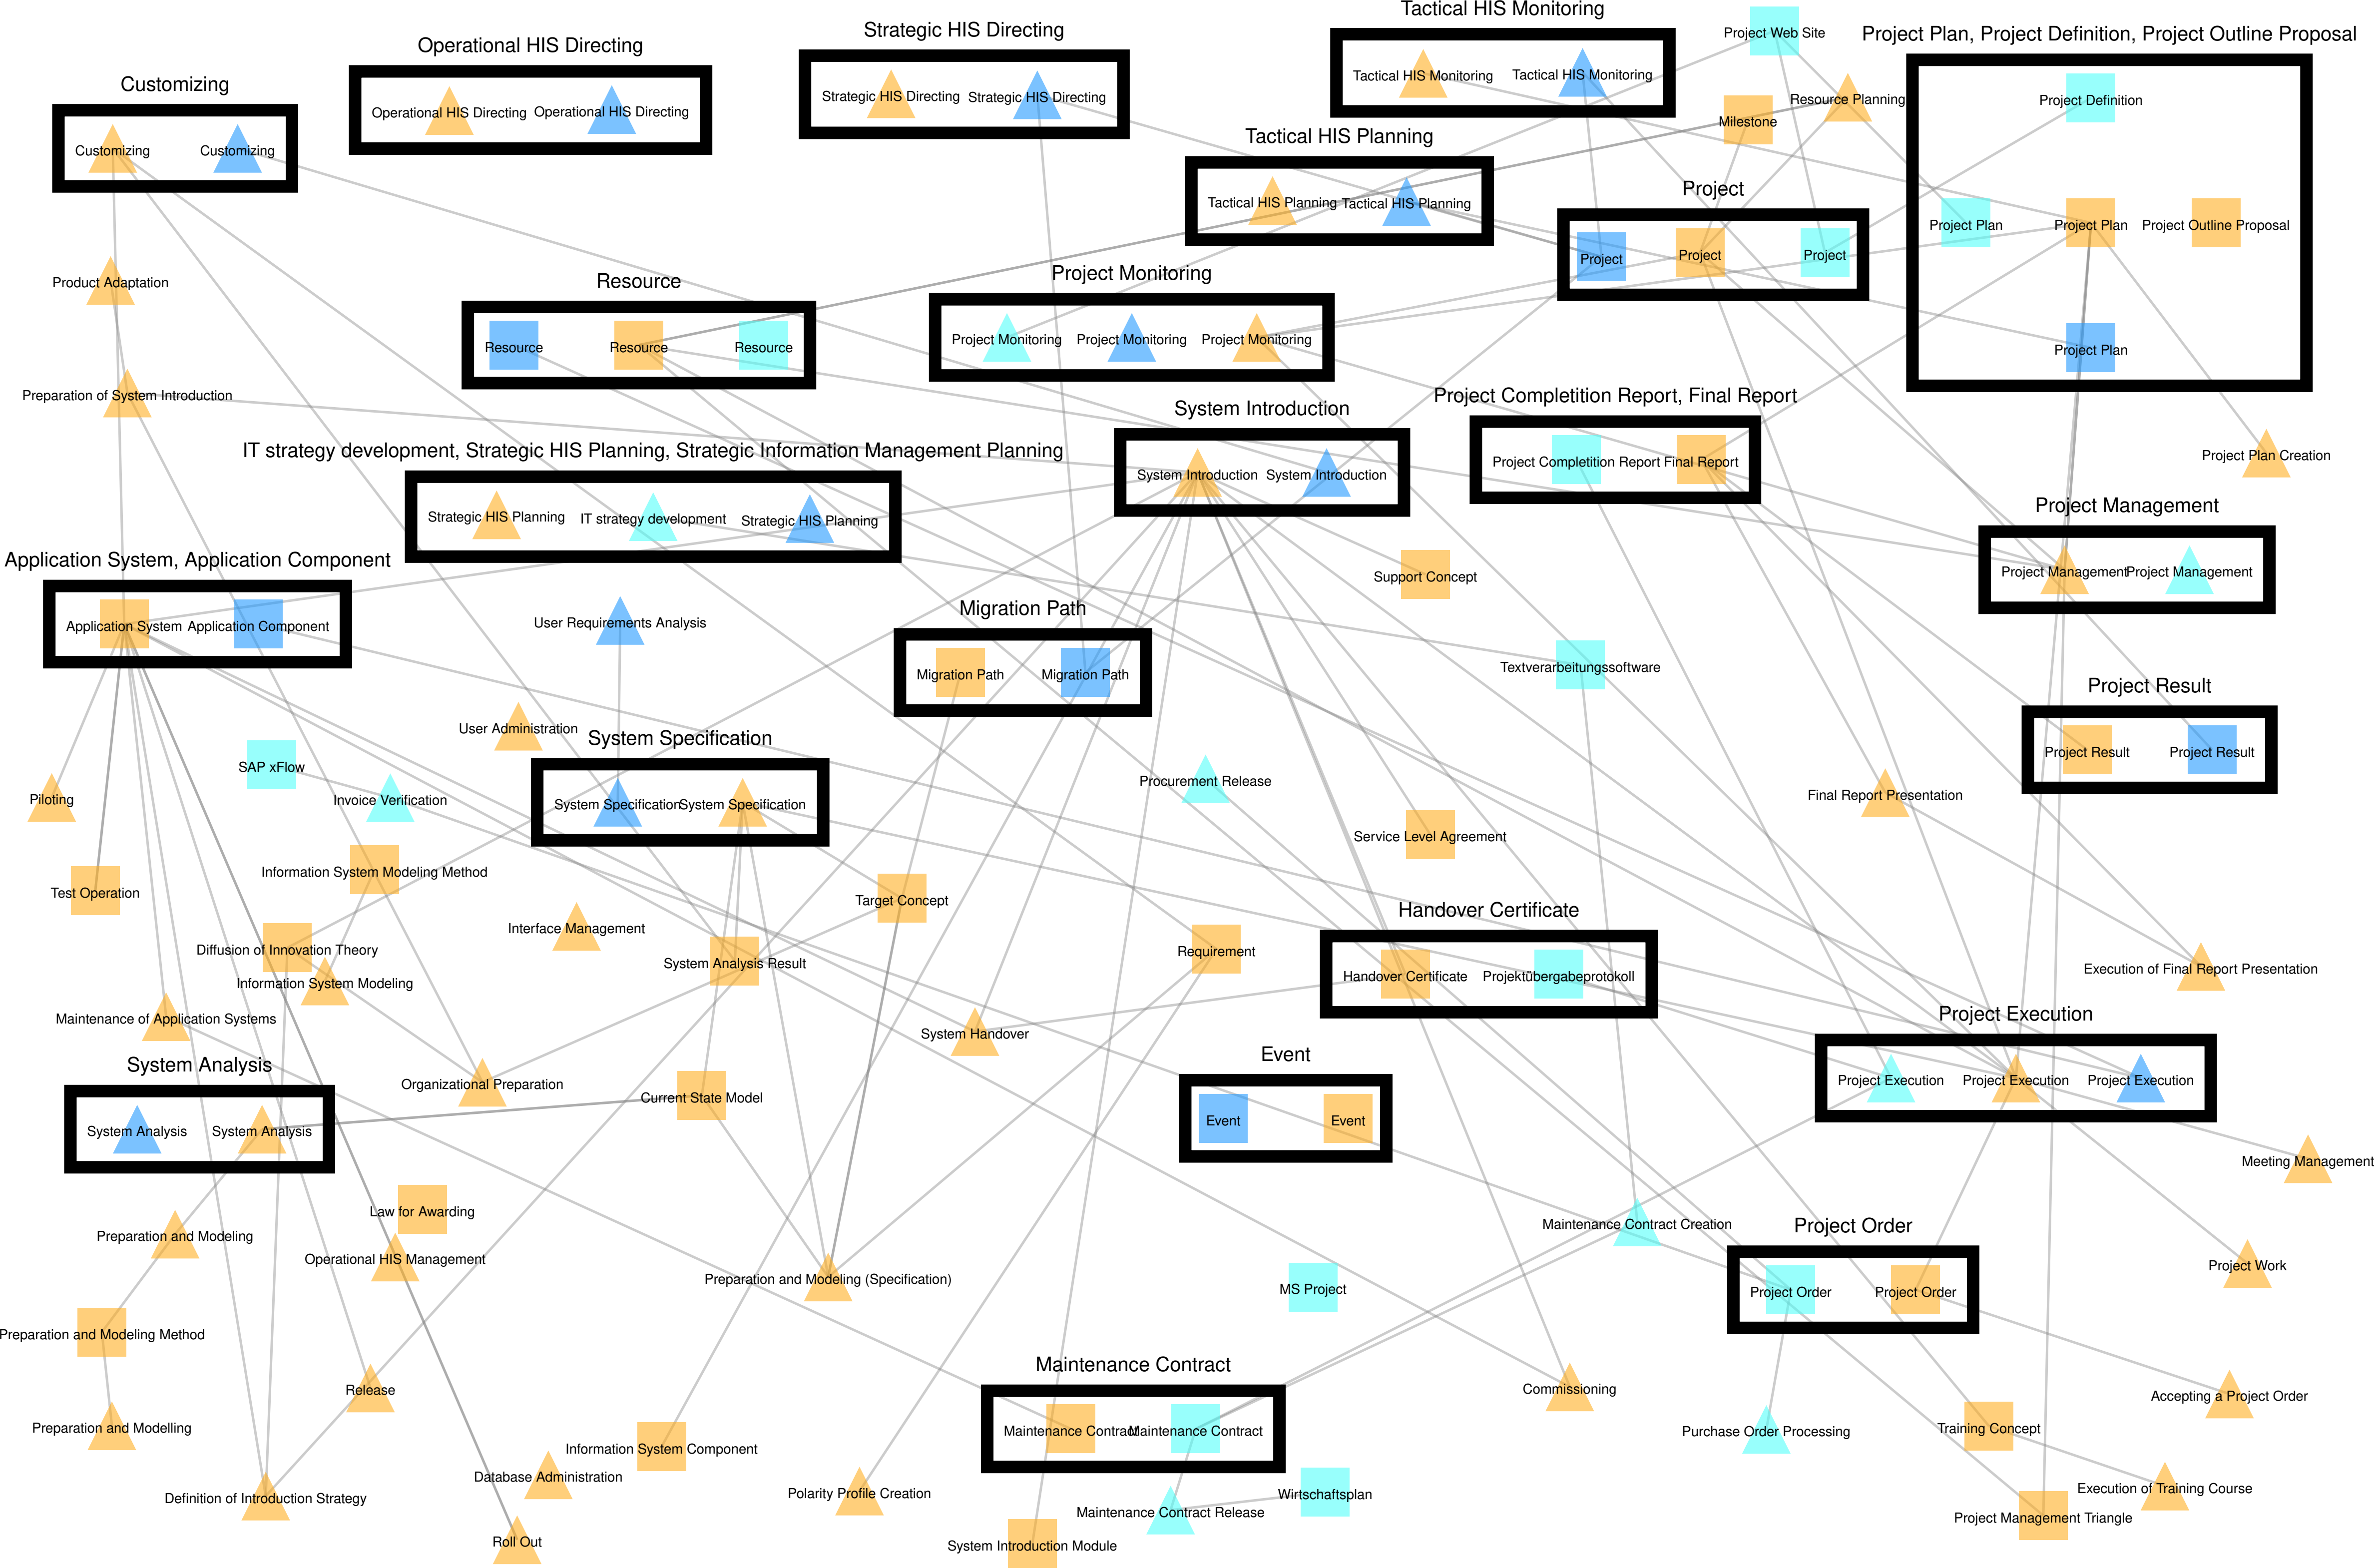 Tactical HIS Monitoring
Strategic HIS Directing
Project Web Site
Project Plan, Project Definition, Project Outline Proposal
Operational HIS Directing
Customizing
Tactical HIS Monitoring
Tactical HIS Monitoring
Strategic HIS Directing
Strategic HIS Directing
Resource Planning
Project Definition
Operational HIS Directing
Operational HIS Directing
Milestone
Tactical HIS Planning
Customizing
Customizing
Project
Tactical HIS Planning
Tactical HIS Planning
Project Plan
Project Plan
Project Outline Proposal
Project
Project
Project
Project Monitoring
Resource
Product Adaptation
Project Monitoring
Project Monitoring
Project Monitoring
Resource
Resource
Resource
Project Plan
Preparation of System Introduction
Project Completition Report, Final Report
System Introduction
IT strategy development, Strategic HIS Planning, Strategic Information Management Planning
Project Plan Creation
Project Completition Report
Final Report
System Introduction
System Introduction
Project Management
Strategic HIS Planning
IT strategy development
Strategic HIS Planning
Application System, Application Component
Project Management
Project Management
Support Concept
Migration Path
User Requirements Analysis
Application System
Application Component
Textverarbeitungssoftware
Migration Path
Migration Path
Project Result
User Administration
System Specification
Project Result
Project Result
SAP xFlow
Procurement Release
Final Report Presentation
Piloting
Invoice Verification
System Specification
System Specification
Service Level Agreement
Information System Modeling Method
Test Operation
Target Concept
Handover Certificate
Interface Management
Diffusion of Innovation Theory
Requirement
System Analysis Result
Execution of Final Report Presentation
Handover Certificate
Projektübergabeprotokoll
Information System Modeling
Project Execution
Maintenance of Application Systems
System Handover
Event
System Analysis
Project Execution
Project Execution
Project Execution
Organizational Preparation
Current State Model
Event
Event
System Analysis
System Analysis
Meeting Management
Law for Awarding
Maintenance Contract Creation
Project Order
Preparation and Modeling
Operational HIS Management
Project Work
Preparation and Modeling (Specification)
MS Project
Project Order
Project Order
Preparation and Modeling Method
Maintenance Contract
Release
Commissioning
Accepting a Project Order
Preparation and Modelling
Maintenance Contract
Maintenance Contract
Purchase Order Processing
Training Concept
Information System Component
Database Administration
Execution of Training Course
Polarity Profile Creation
Wirtschaftsplan
Definition of Introduction Strategy
Maintenance Contract Release
Project Management Triangle
Roll Out
System Introduction Module